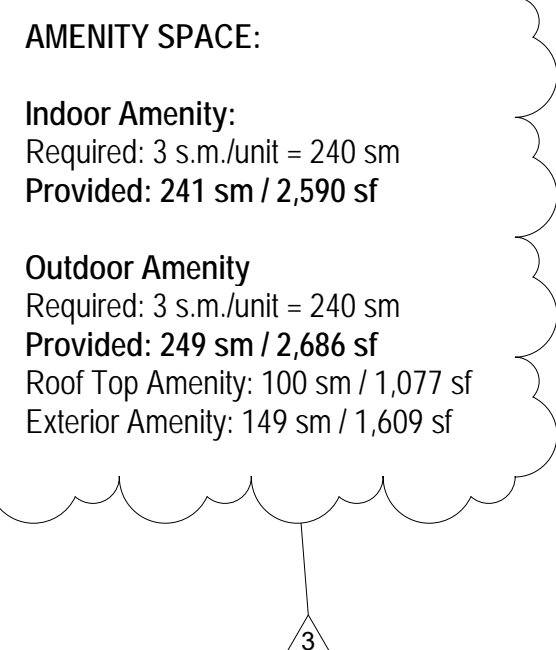 AMENITY SPACE:
Indoor Amenity:
Required: 3 s.m./unit = 240 sm
Provided: 241 sm / 2,590 sf
Outdoor Amenity
Required: 3 s.m./unit = 240 sm
Provided: 249 sm / 2,686 sf
Roof Top Amenity: 100 sm / 1,077 sf
Exterior Amenity: 149 sm / 1,609 sf
3